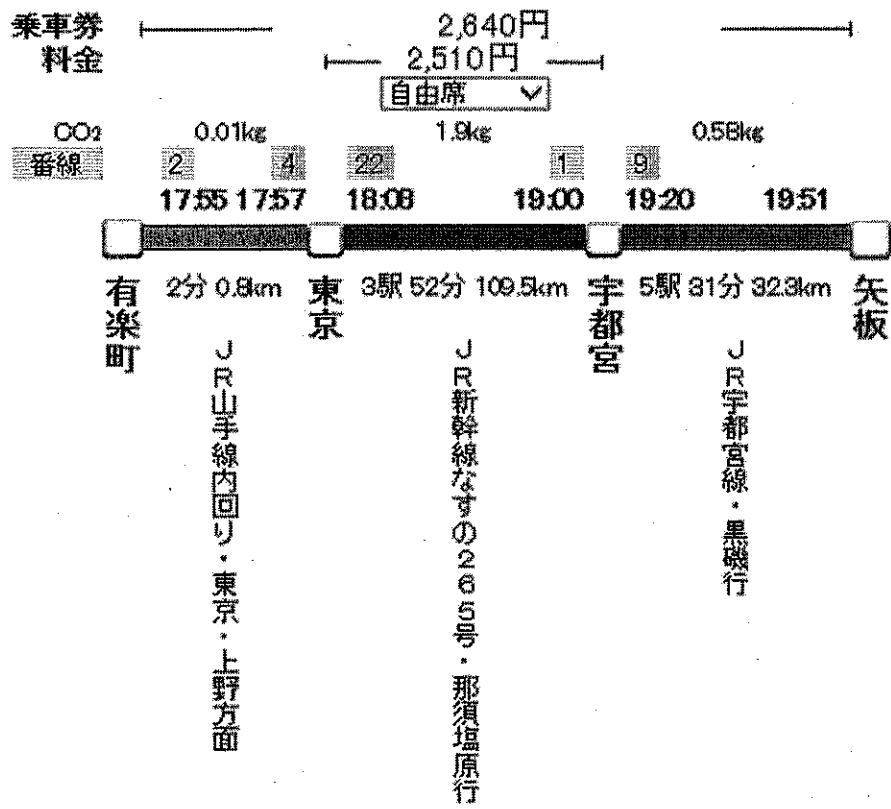 乗車券 2,640円
料金 2,510円
自由席
CO2 0.01kg 1.9kg 0.58kg
番線 2 4 22 1 9
17:55 17:57 18:08 19:00 19:20 19:51
2分 0.8km 3駅 52分 109.5km 5駅 31分 32.3km
有楽町
東京
宇都宮
矢板
JR山手線内回り・東京・上野方面
JR新幹線なすの265号・那須塩原行
JR宇都宮線・黒磯行